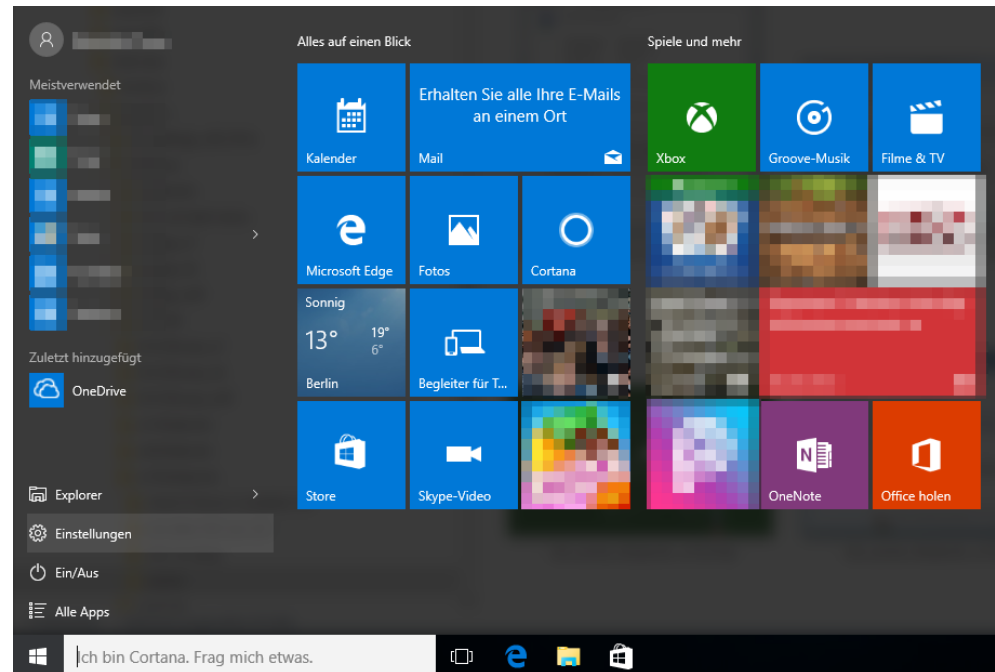 Meistverwendet
Zuletzt hinzugefügt
OneDrive
Explorer
Einstellungen
Ein/Aus
Alle Apps
Alles auf einen Blick
Kalender
Erhalten Sie alle Ihre E-Mails
an einem Ort
Mail
Microsoft Edge
Fotos
Cortana
Sonnig
13° 19°
6°
Berlin
Begleiter für T...
Store
Skype-Video
Spiele und mehr
Xbox
Groove-Musik
Filme & TV
OneNote
Office holen
Ich bin Cortana. Frag mich etwas.